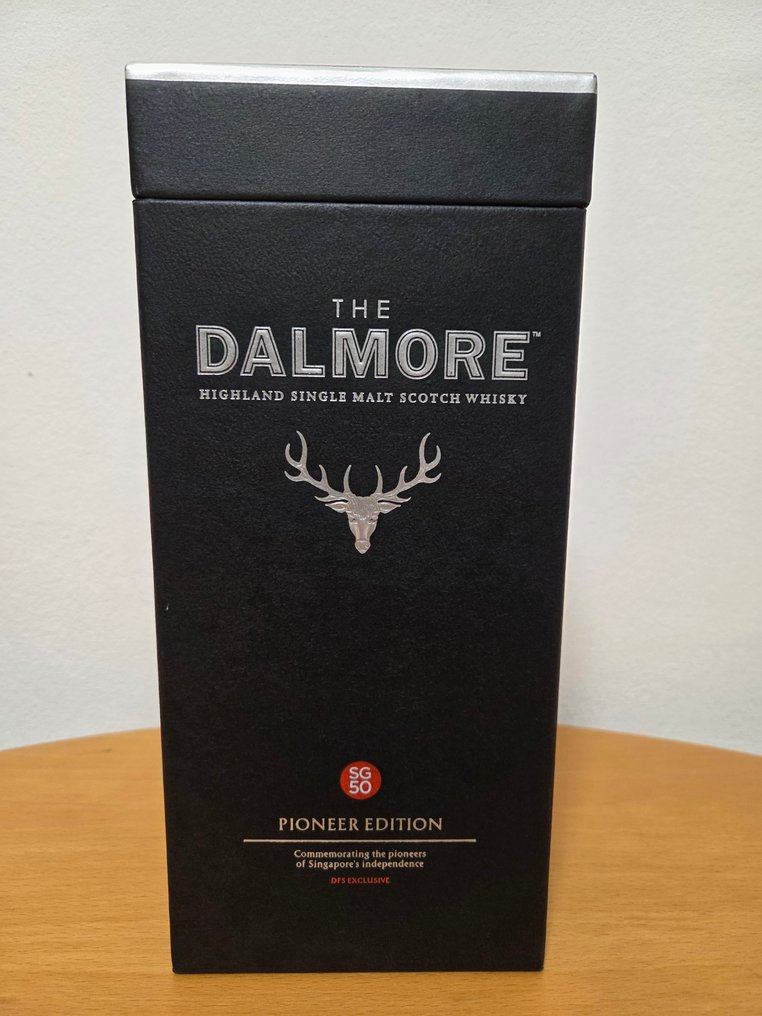 THE
DALMORE™
HIGHLAND SINGLE MALT SCOTCH WHISKY
SG
50
PIONEER EDITION
Commemorating the pioneers
of Singapore's independence
DFS EXCLUSIVE